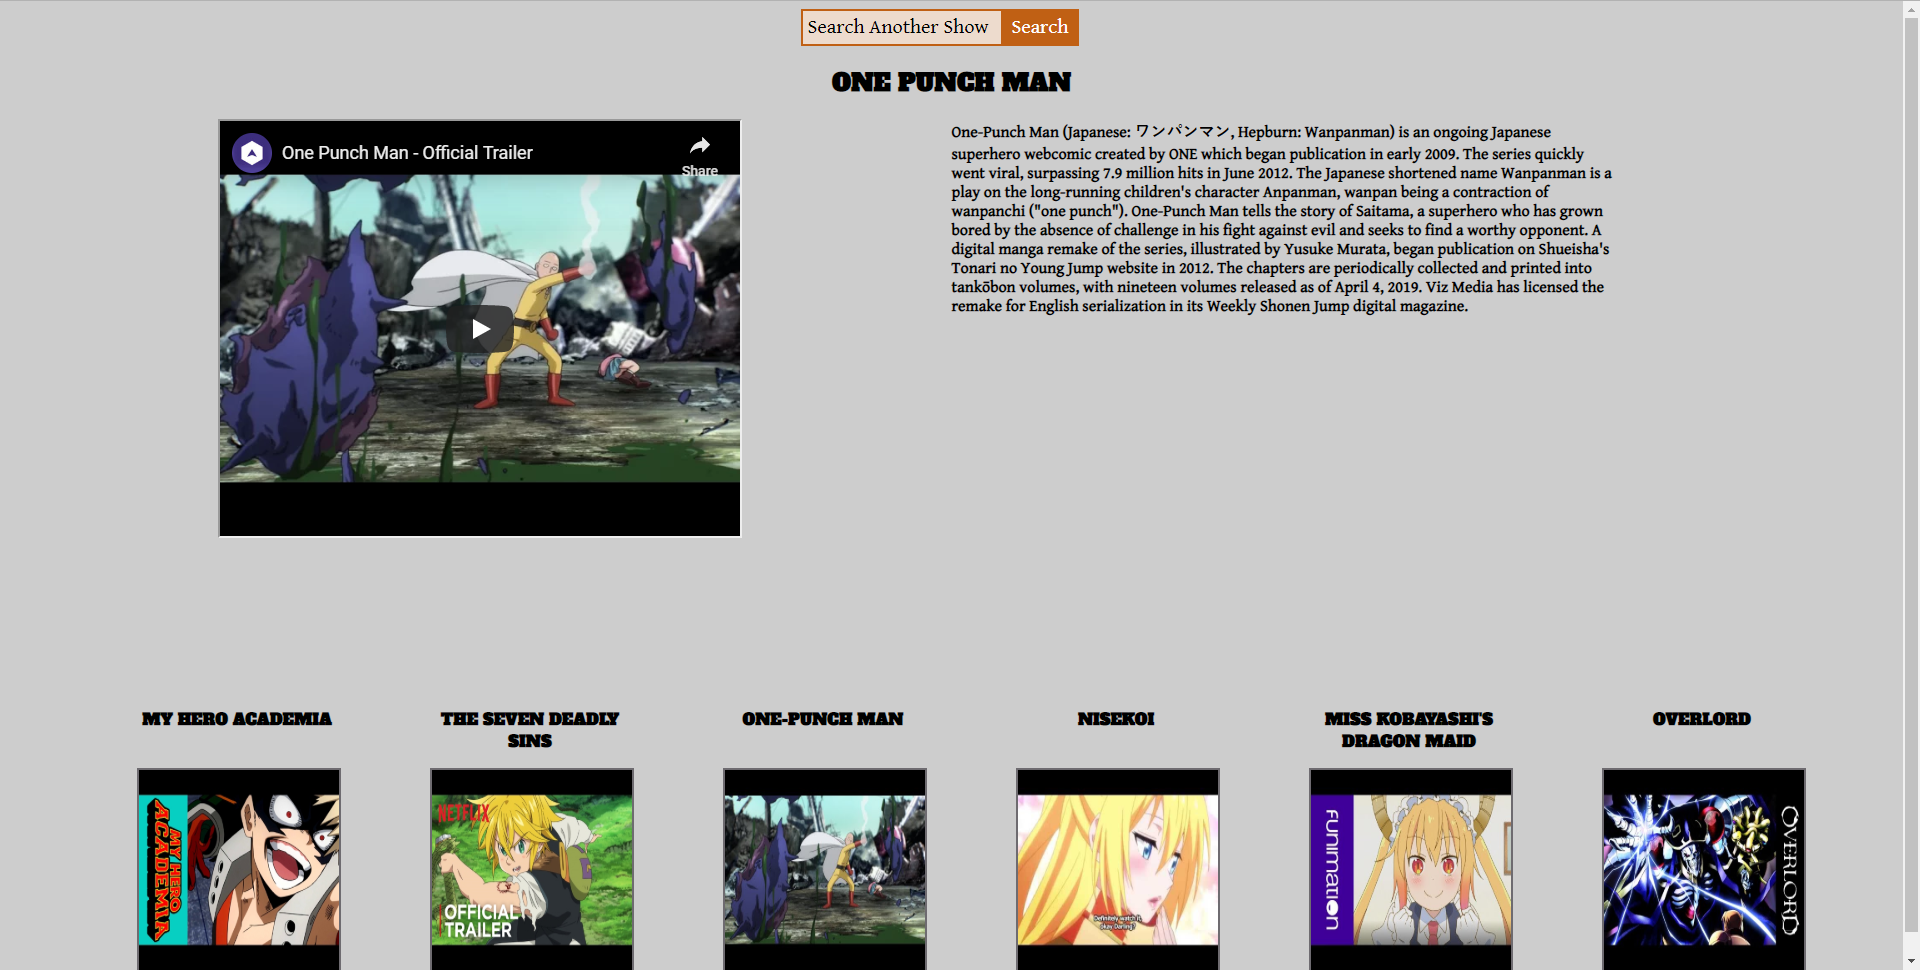 Search Another Show
Search
ONE PUNCH MAN
One Punch Man - Official Trailer
Share
One-Punch Man (Japanese: ワンパンマン, Hepburn: Wanpanman) is an ongoing Japanese
superhero webcomic created by ONE which began publication in early 2009. The series quickly
went viral, surpassing 7.9 million hits in June 2012. The Japanese shortened name Wanpanman is a
play on the long-running children's character Anpanman, wanpan being a contraction of
wanpanchi ("one punch"). One-Punch Man tells the story of Saitama, a superhero who has grown
bored by the absence of challenge in his fight against evil and seeks to find a worthy opponent. A
digital manga remake of the series, illustrated by Yusuke Murata, began publication on Shueisha's
Tonari no Young Jump website in 2012. The chapters are periodically collected and printed into
tankōbon volumes, with nineteen volumes released as of April 4, 2019. Viz Media has licensed the
remake for English serialization in its Weekly Shonen Jump digital magazine.
MY HERO ACADEMIA
THE SEVEN DEADLY
SINS
ONE-PUNCH MAN
NISEKOI
MISS KOBAYASHI'S
DRAGON MAID
OVERLORD
MY HERO
ACADEMIA
NETFLIX
OFFICIAL
TRAILER
Definitely watch it,
okay Darling?
FUNIMATION
OVERLORD